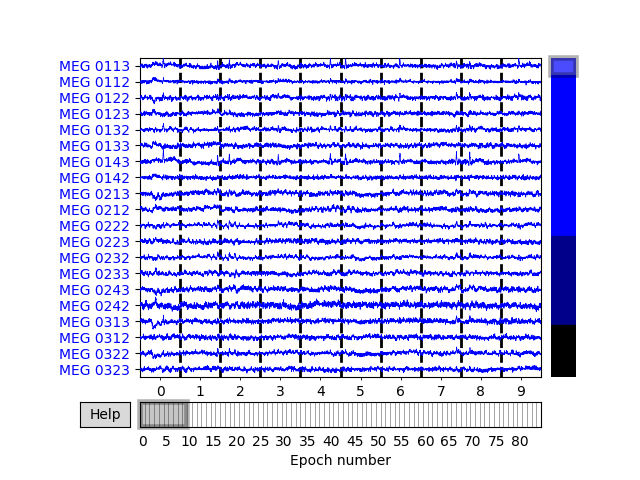 MEG 0113
MEG 0112
MEG 0122
MEG 0123
MEG 0132
MEG 0133
MEG 0143
MEG 0142
MEG 0213
MEG 0212
MEG 0222
MEG 0223
MEG 0232
MEG 0233
MEG 0243
MEG 0242
MEG 0313
MEG 0312
MEG 0322
MEG 0323
0 1 2 3 4 5 6 7 8 9
Help
0 5 10 15 20 25 30 35 40 45 50 55 60 65 70 75 80
Epoch number